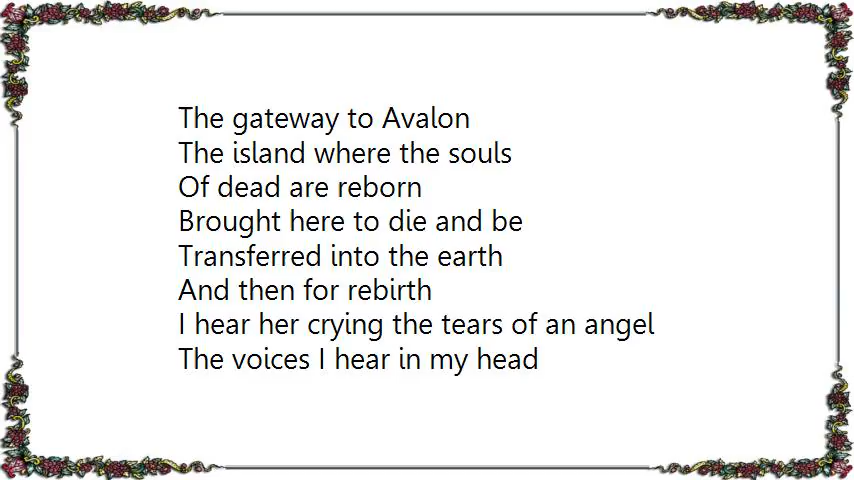 The gateway to Avalon
The island where the souls
Of dead are reborn
Brought here to die and be
Transferred into the earth
And then for rebirth
I hear her crying the tears of an angel
The voices I hear in my head